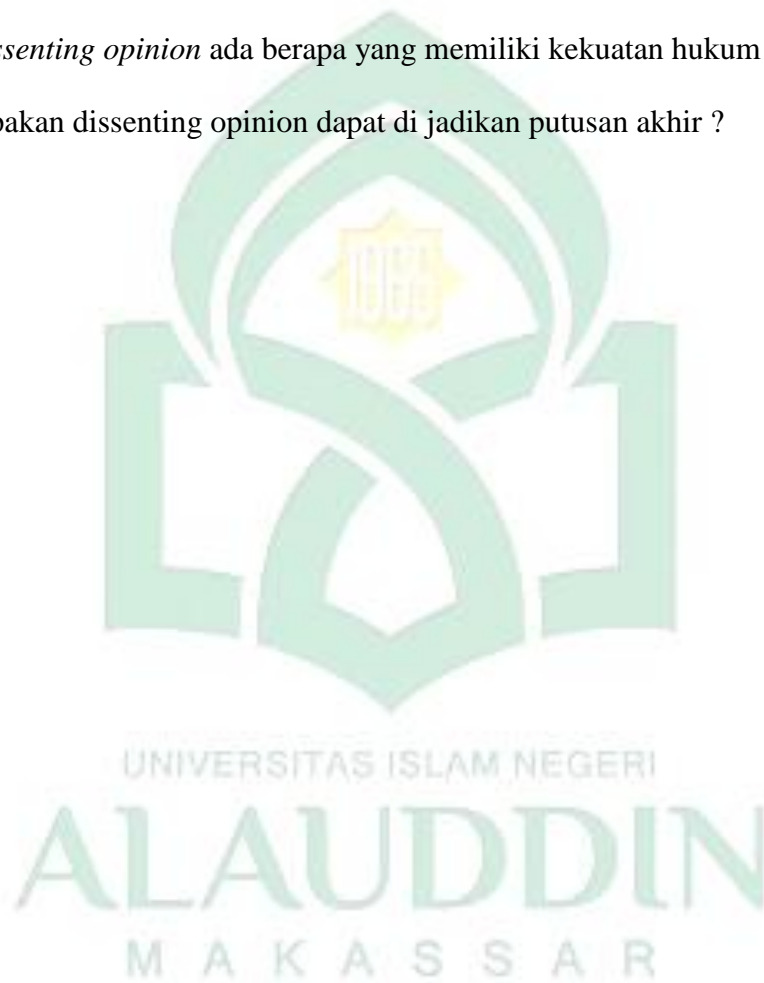 ssenting opinion ada berapa yang memiliki kekuatan hukum
pakan dissenting opinion dapat di jadikan putusan akhir ?
1965
UNIVERSITAS ISLAM NEGERI
ALAUDDIN
M A K A S S A R